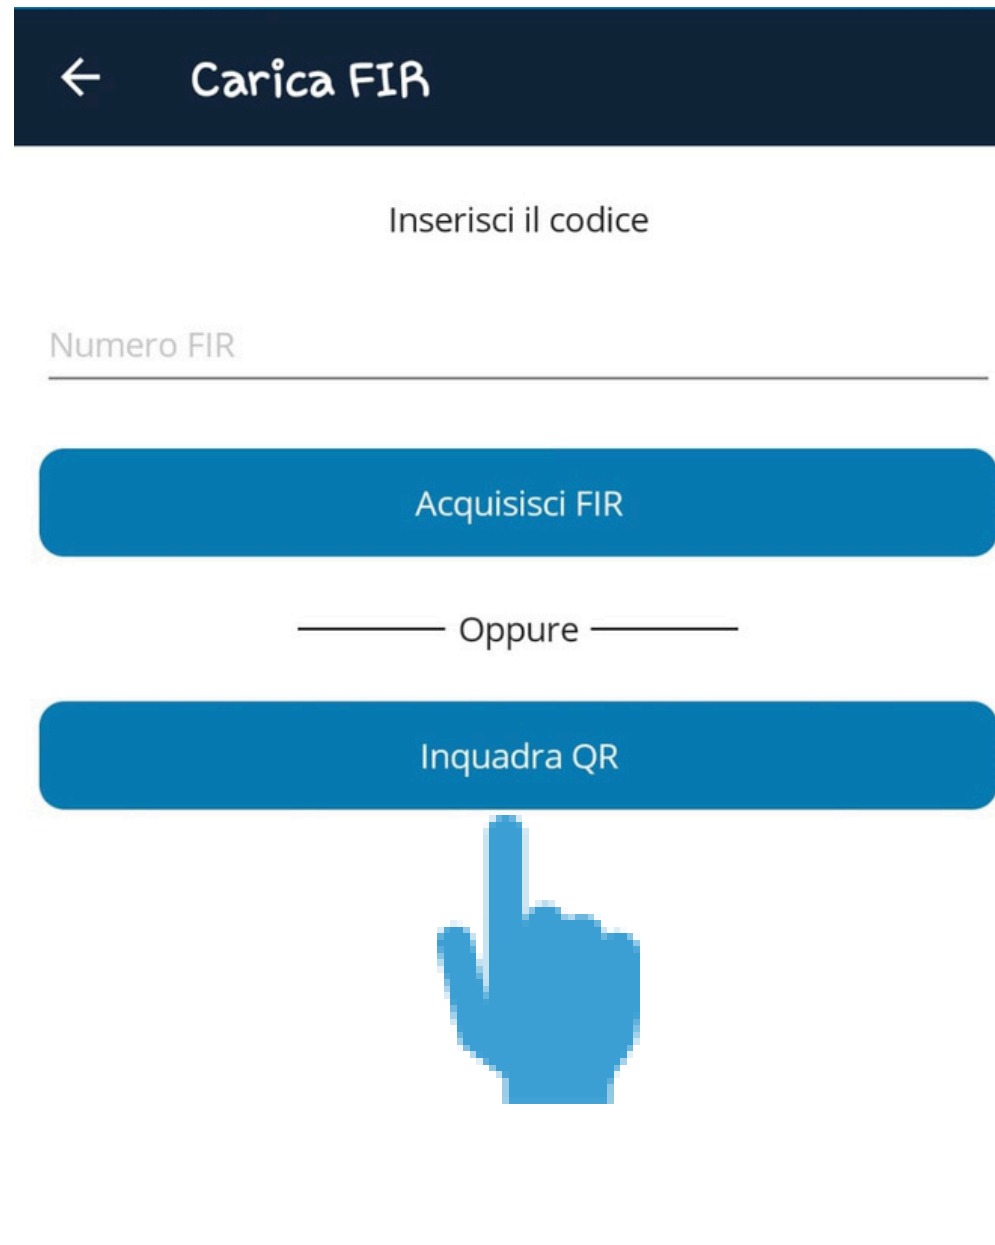 Carica FIR
Inserisci il codice
Numero FIR
Acquisisci FIR
Oppure
Inquadra QR